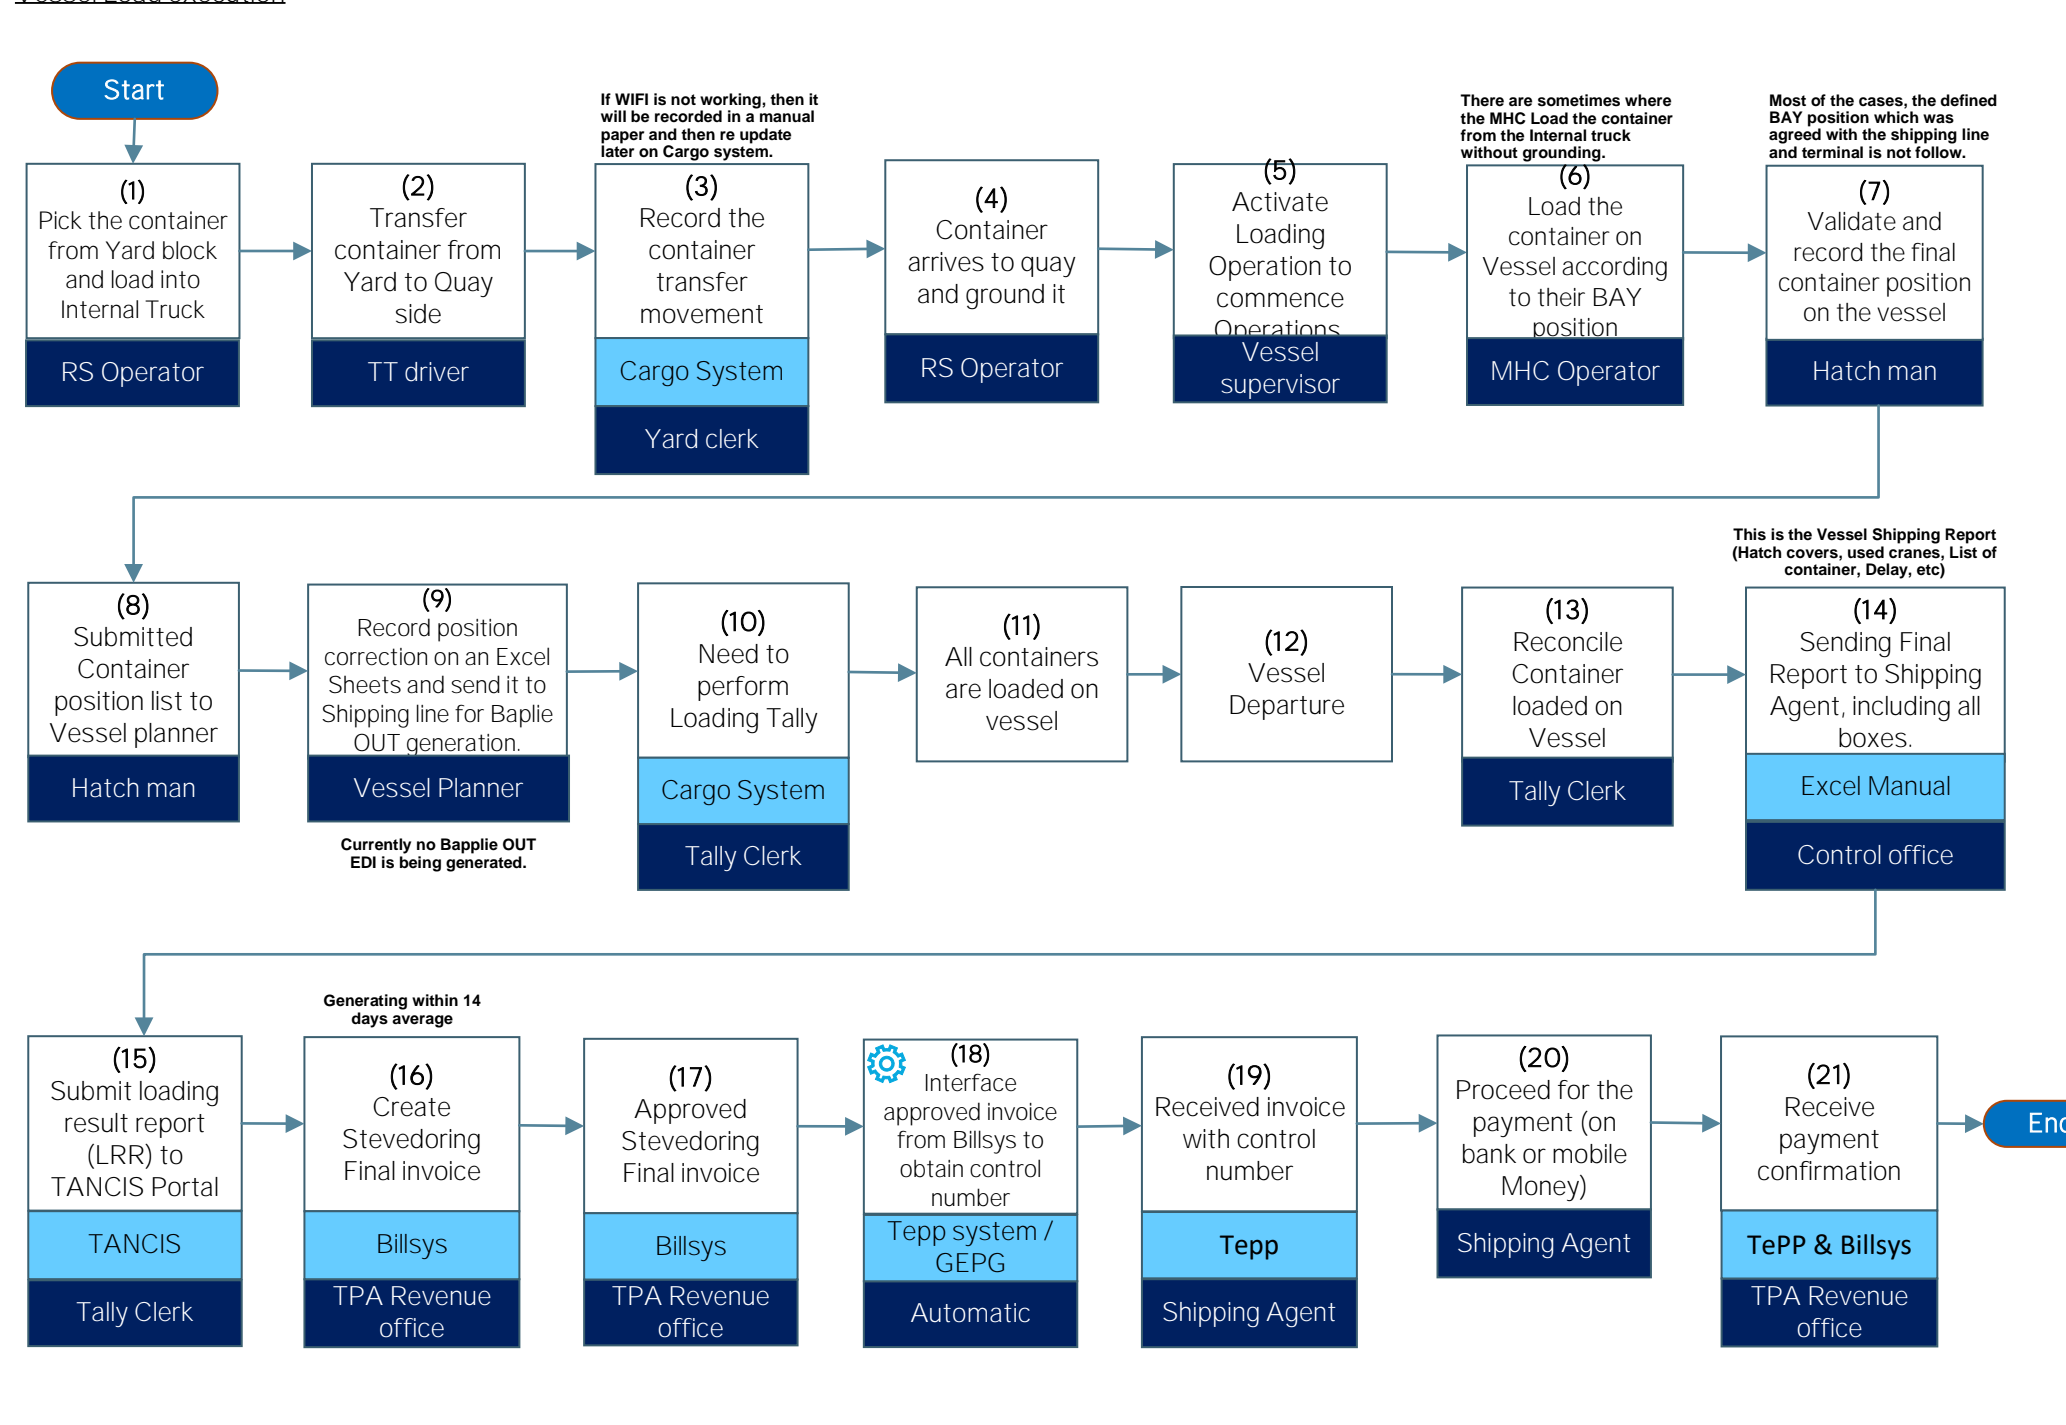 Vessel Load execution
Start
If WIFI is not working, then it
will be recorded in a manual
paper and then re update
later on Cargo system.
There are sometimes where
the MHC Load the container
from the Internal truck
without grounding.
Most of the cases, the defined
BAY position which was
agreed with the shipping line
and terminal is not follow.
(1)
Pick the container
from Yard block
and load into
Internal Truck
RS Operator
(2)
Transfer
container from
Yard to Quay
side
TT driver
(3)
Record the
container
transfer
movement
Cargo System
Yard clerk
(4)
Container
arrives to quay
and ground it
RS Operator
(5)
Activate
Loading
Operation to
commence
Operations
Vessel
supervisor
(6)
Load the
container on
Vessel according
to their BAY
position
MHC Operator
(7)
Validate and
record the final
container position
on the vessel
Hatch man
This is the Vessel Shipping Report
(Hatch covers, used cranes, List of
container, Delay, etc)
(8)
Submitted
Container
position list to
Vessel planner
Hatch man
(9)
Record position
correction on an Excel
Sheets and send it to
Shipping line for Baplie
OUT generation.
Vessel Planner
Currently no Bapplie OUT
EDI is being generated.
(10)
Need to
perform
Loading Tally
Cargo System
Tally Clerk
(11)
All containers
are loaded on
vessel
(12)
Vessel
Departure
(13)
Reconcile
Container
loaded on
Vessel
Tally Clerk
(14)
Sending Final
Report to Shipping
Agent, including all
boxes.
Excel Manual
Control office
Generating within 14
days average
(15)
Submit loading
result report
(LRR) to
TANCIS Portal
TANCIS
Tally Clerk
(16)
Create
Stevedoring
Final invoice
Billsys
TPA Revenue
office
(17)
Approved
Stevedoring
Final invoice
Billsys
TPA Revenue
office
(18)
Interface
approved invoice
from Billsys to
obtain control
number
Tepp system /
GEPG
Automatic
(19)
Received invoice
with control
number
Tepp
Shipping Agent
(20)
Proceed for the
payment (on
bank or mobile
Money)
Shipping Agent
(21)
Receive
payment
confirmation
TePP & Billsys
TPA Revenue
office